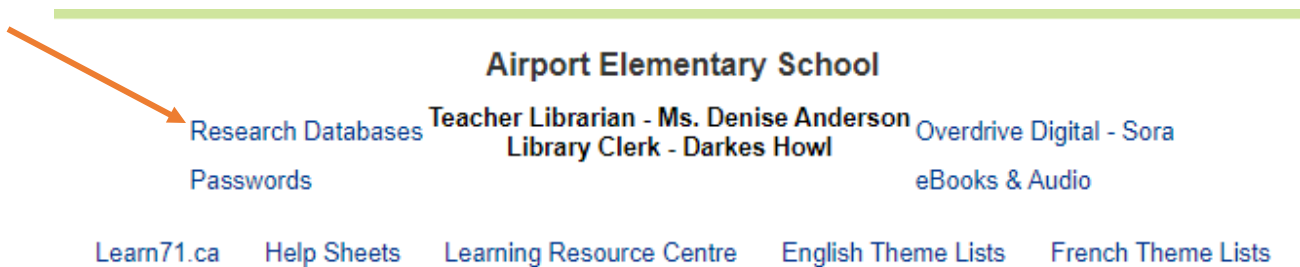 Airport Elementary School
Teacher Librarian - Ms. Denise Anderson
Library Clerk - Darkes Howl
Research Databases
Passwords
Overdrive Digital - Sora
eBooks & Audio
Learn71.ca Help Sheets Learning Resource Centre English Theme Lists French Theme Lists